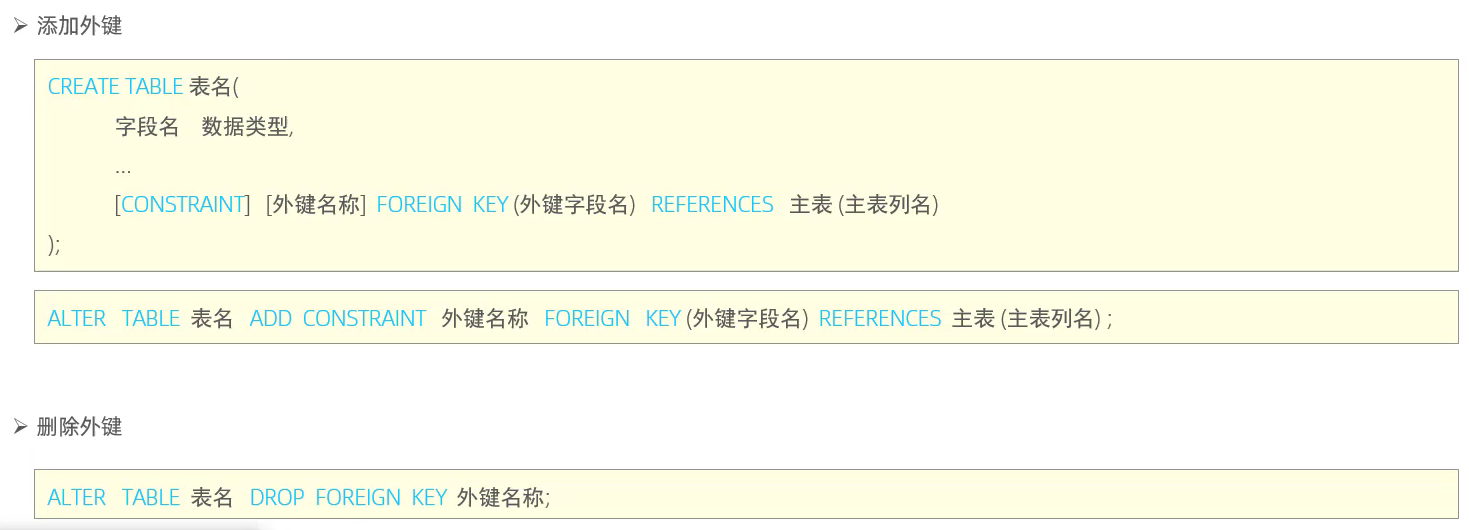 ➢ 添加外键
CREATE TABLE 表名(
字段名 数据类型,
...
[CONSTRAINT] [外键名称] FOREIGN KEY (外键字段名) REFERENCES 主表 (主表列名)
);
ALTER TABLE 表名 ADD CONSTRAINT 外键名称 FOREIGN KEY (外键字段名) REFERENCES 主表 (主表列名) ;
➢ 删除外键
ALTER TABLE 表名 DROP FOREIGN KEY 外键名称;